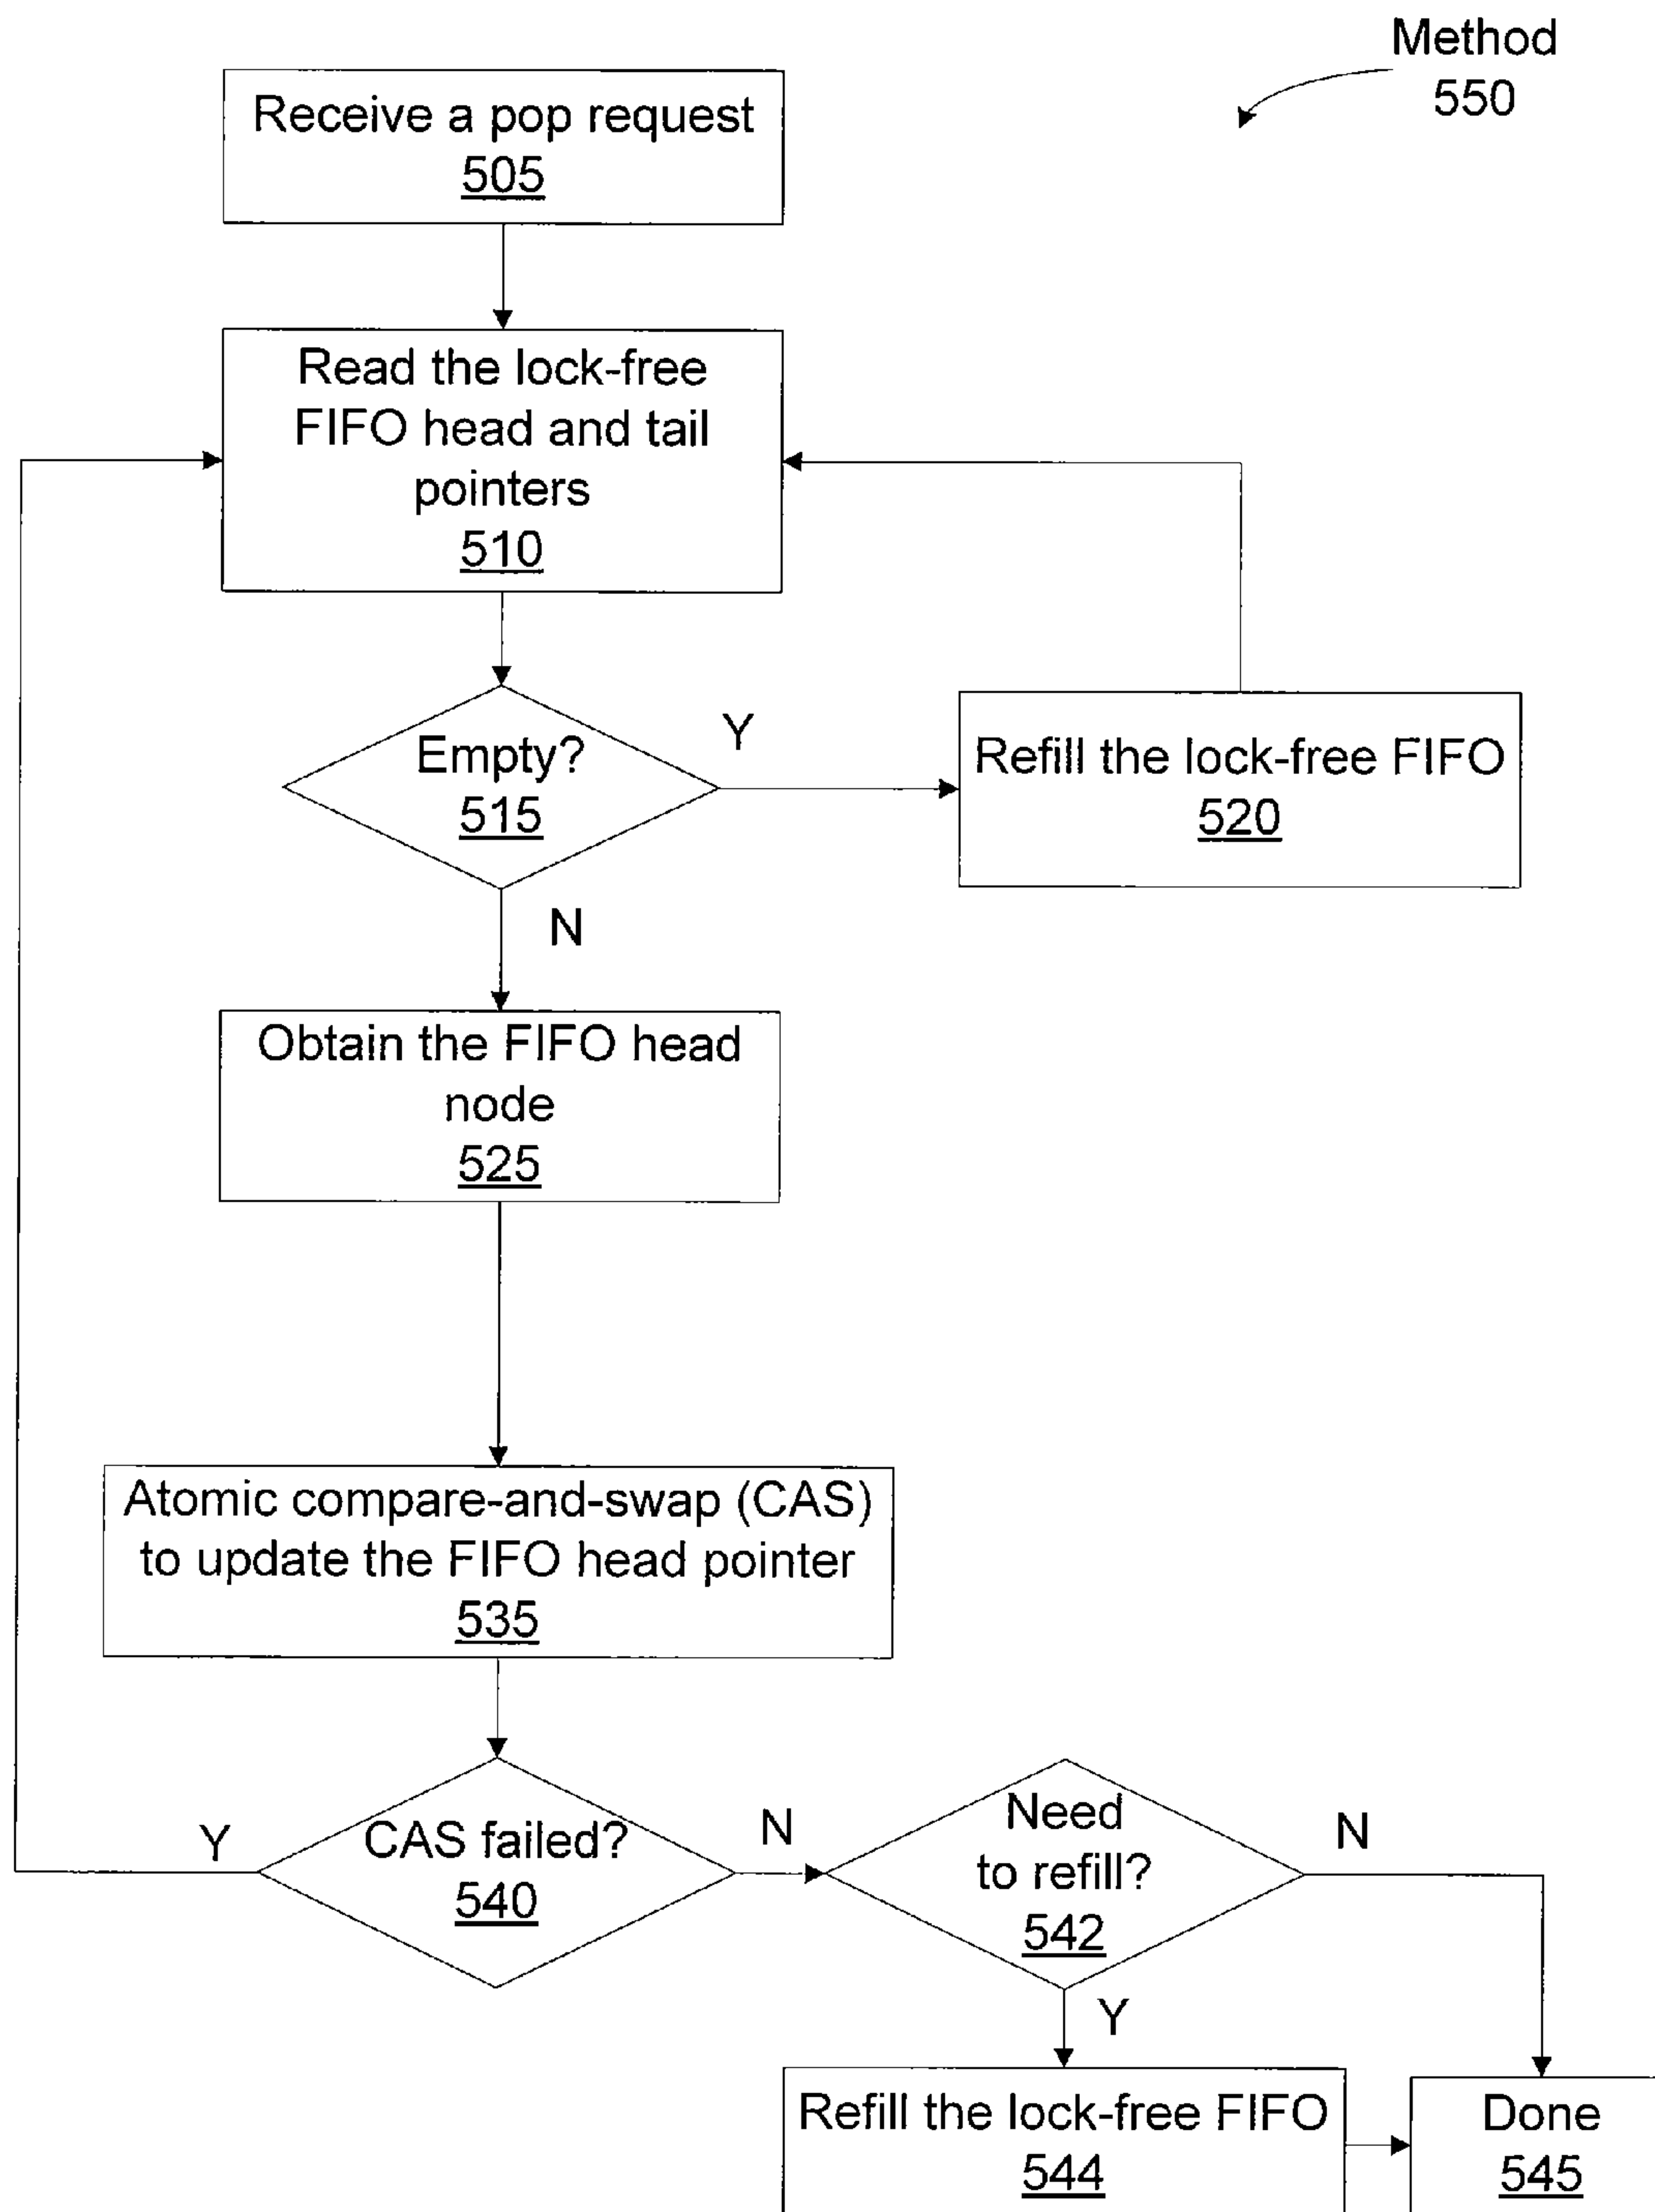 Method
550
Receive a pop request
505
Read the lock-free
FIFO head and tail
pointers
510
Empty?
515
Y
Refill the lock-free FIFO
520
N
Obtain the FIFO head
node
525
Atomic compare-and-swap (CAS)
to update the FIFO head pointer
535
Y
CAS failed?
540
N
Need
to refill?
542
N
Y
Refill the lock-free FIFO
544
Done
545